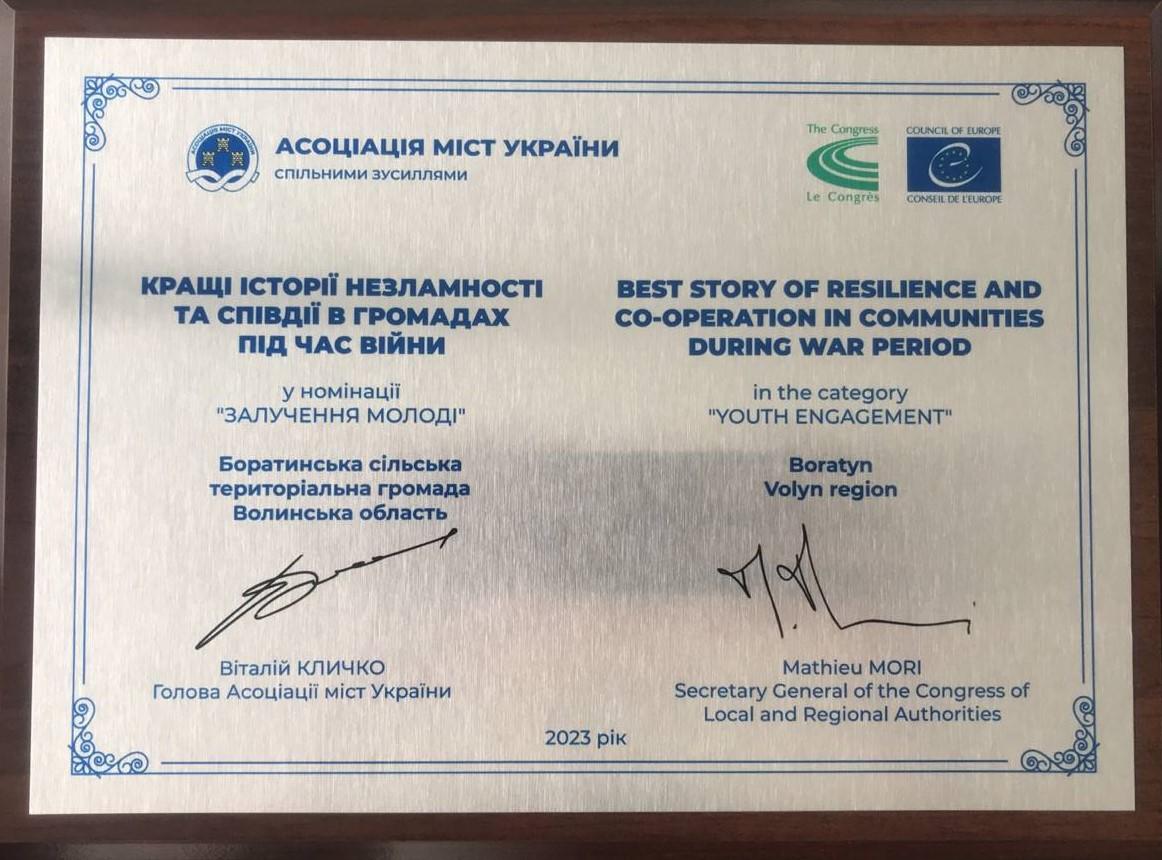 АСОЦІАЦІЯ МІСТ УКРАЇНИ
АСОЦІАЦІЯ МІСТ УКРАЇНИ
СПІЛЬНИМИ ЗУСИЛЛЯМИ
The Congress
Le Congrès
COUNCIL OF EUROPE
CONSEIL DE L'EUROPE
КРАЩІ ІСТОРІЇ НЕЗЛАМНОСТІ
ТА СПІВДІЇ В ГРОМАДАХ
ПІД ЧАС ВІЙНИ
у номінації
"ЗАЛУЧЕННЯ МОЛОДІ"
Боратинська сільська
територіальна громада
Волинська область
Віталій КЛИЧКО
Голова Асоціації міст України
BEST STORY OF RESILIENCE AND
CO-OPERATION IN COMMUNITIES
DURING WAR PERIOD
in the category
"YOUTH ENGAGEMENT"
Boratyn
Volyn region
Mathieu MORI
Secretary General of the Congress of
Local and Regional Authorities
2023 рік